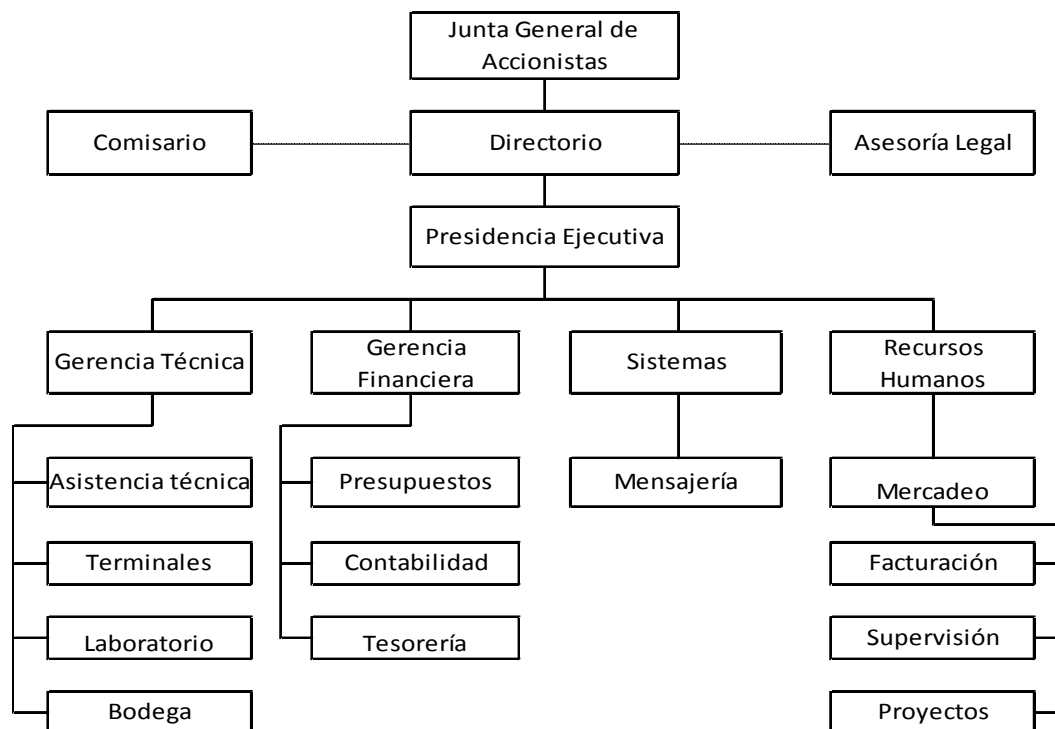 Junta General de
Accionistas
Comisario
Directorio
Asesoría Legal
Presidencia Ejecutiva
Gerencia Técnica
Gerencia
Financiera
Sistemas
Recursos
Humanos
Asistencia técnica
Presupuestos
Mensajería
Mercadeo
Terminales
Contabilidad
Facturación
Laboratorio
Tesorería
Supervisión
Bodega
Proyectos